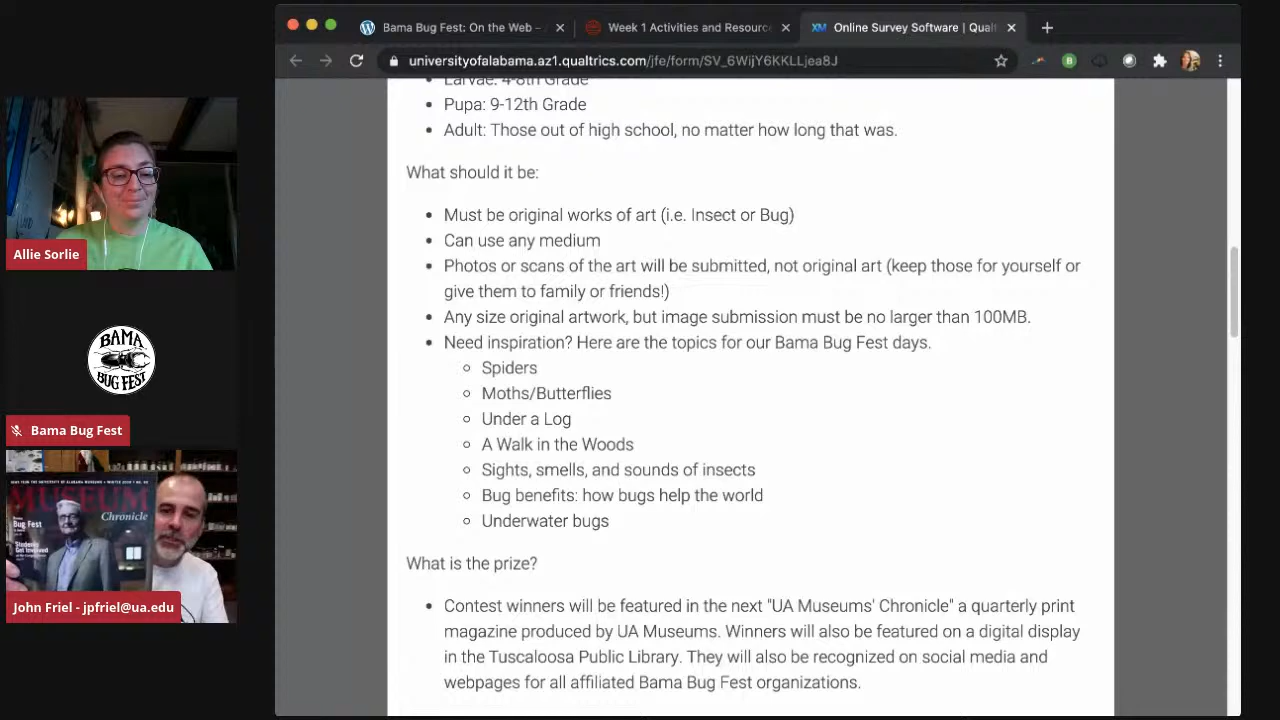 Bama Bug Fest: On the Web –
Week 1 Activities and Resourc
Online Survey Software | Qualt
universityofalabama.az1.qualtrics.com/jfe/form/SV_6WijY6KKLLjea8J
Larvae: 4-8th Grade
Pupa: 9-12th Grade
Adult: Those out of high school, no matter how long that was.
What should it be:
Must be original works of art (i.e. Insect or Bug)
Can use any medium
Photos or scans of the art will be submitted, not original art (keep those for yourself or
give them to family or friends!)
Any size original artwork, but image submission must be no larger than 100MB.
Need inspiration? Here are the topics for our Bama Bug Fest days.
Spiders
Moths/Butterflies
Under a Log
A Walk in the Woods
Sights, smells, and sounds of insects
Bug benefits: how bugs help the world
Underwater bugs
What is the prize?
Contest winners will be featured in the next "UA Museums' Chronicle" a quarterly print
magazine produced by UA Museums. Winners will also be featured on a digital display
in the Tuscaloosa Public Library. They will also be recognized on social media and
webpages for all affiliated Bama Bug Fest organizations.
Allie Sorlie
BAMA
BUG FEST
Bama Bug Fest
MUSEUM
Chronicle
Bug Fest
Students
Get Involved
John Friel - jpfriel@ua.edu